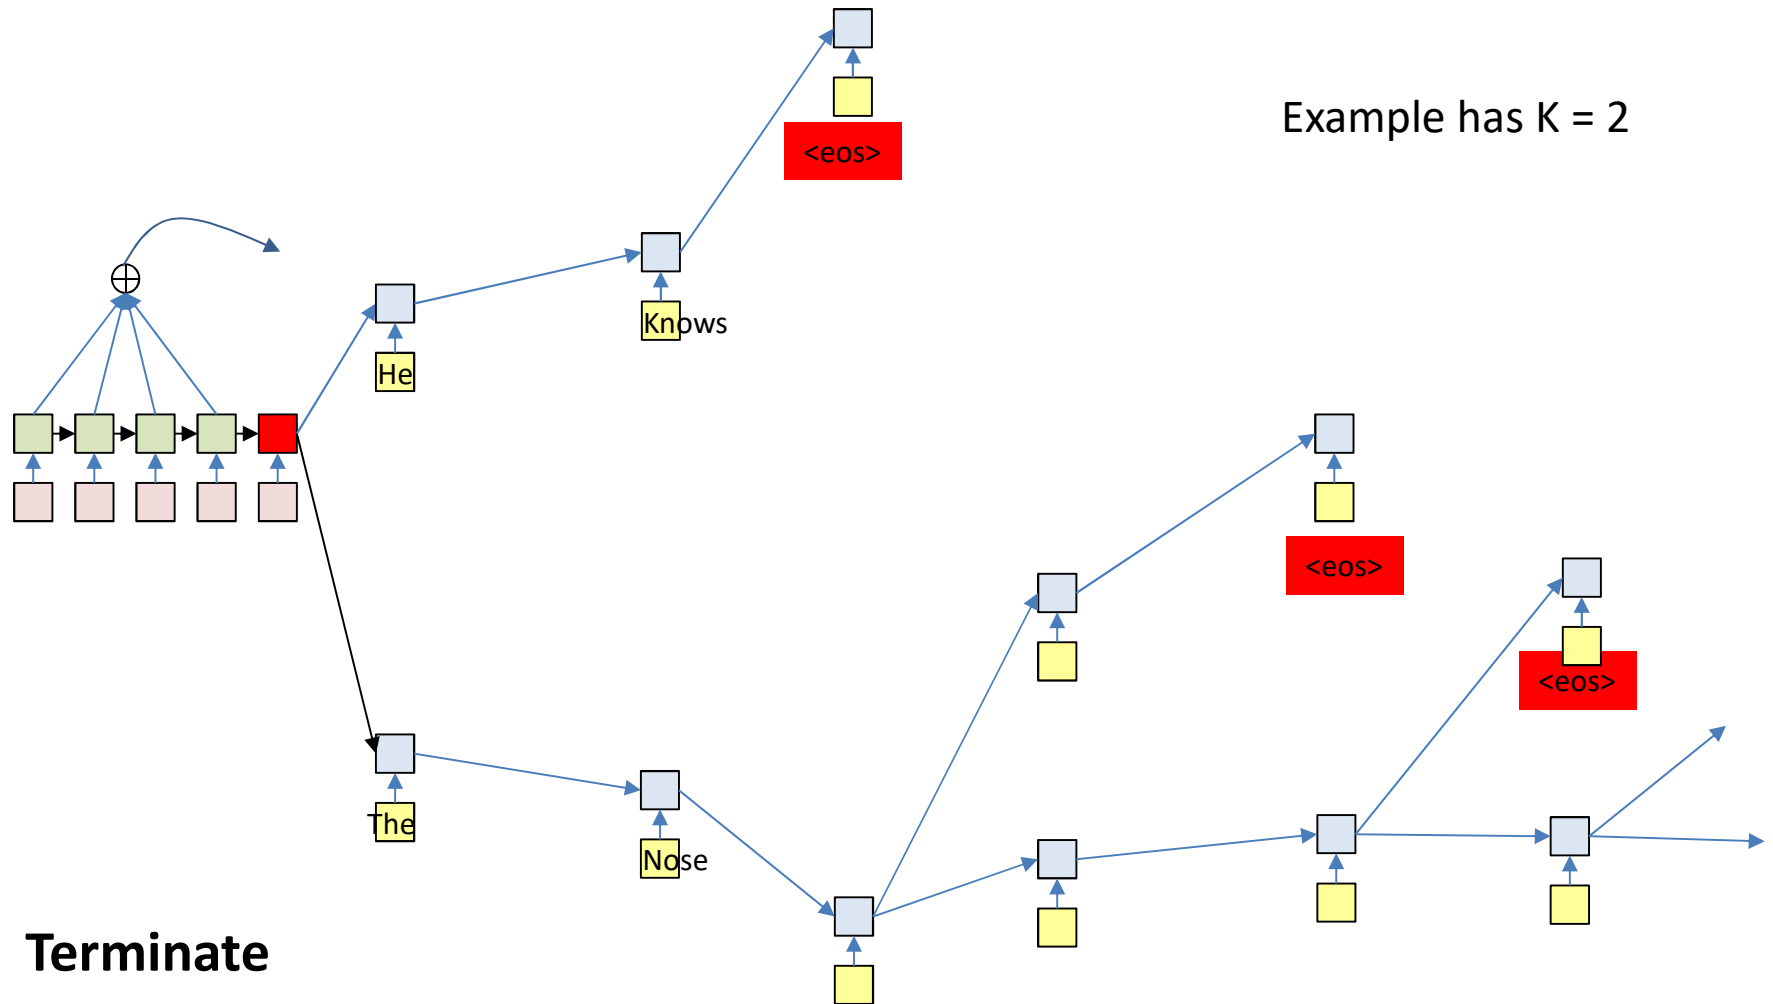 Example has K = 2
<eos>
Knows
He
<eos>
<eos>
The
Nose
Terminate